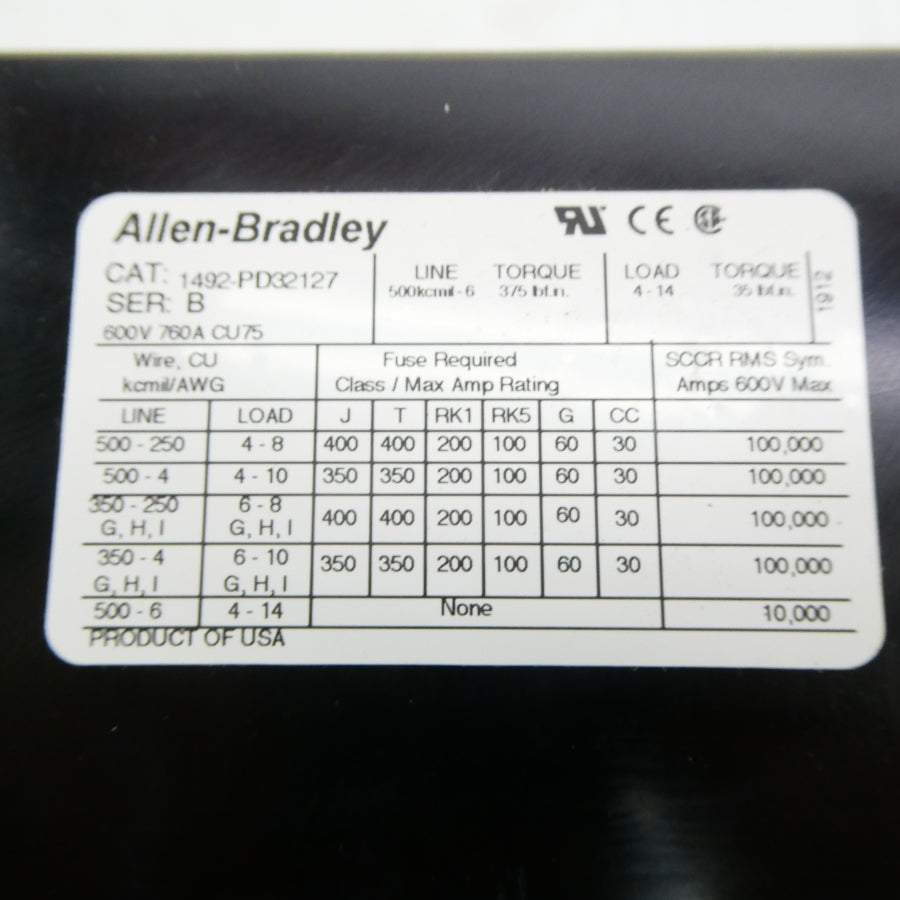 Allen-Bradley
CAT: 1492-PD32127
SER: B
600V 760A CU75
LINE TORQUE
500kcmil-6 375 lbf.in.
LOAD TORQUE
4-14 35 lbf.in.
Wire, CU
kcmil/AWG
Fuse Required
Class / Max Amp Rating
SCCR RMS Sym.
Amps 600V Max
LINE LOAD J T RK1 RK5 G CC
500 - 250 4 - 8 400 400 200 100 60 30 100,000
500 - 4 4 - 10 350 350 200 100 60 30 100,000
350 - 250 6 - 8
G, H, I G, H, I 400 400 200 100 60 30 100,000
350 - 4 6 - 10
G, H, I G, H, I 350 350 200 100 60 30 100,000
500 - 6 4 - 14 None 10,000
PRODUCT OF USA